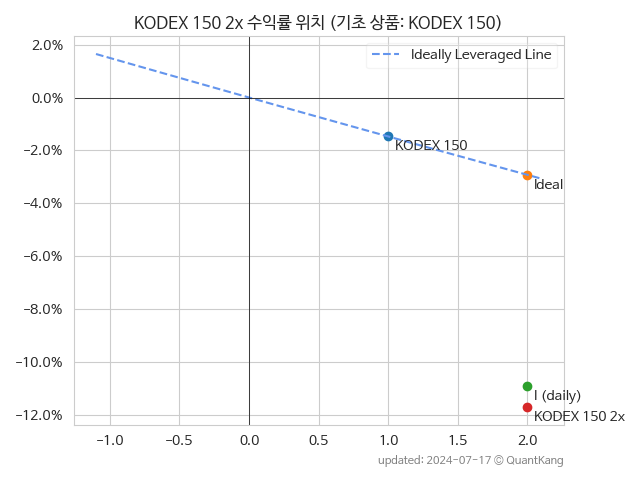 KODEX 150 2x 수익률 위치 (기초 상품: KODEX 150)
Ideally Leveraged Line
2.0%
0.0%
−2.0%
−4.0%
−6.0%
−8.0%
−10.0%
−12.0%
KODEX 150
Ideal
I (daily)
KODEX 150 2x
−1.0
−0.5
0.0
0.5
1.0
1.5
2.0
updated: 2024-07-17 © QuantKang